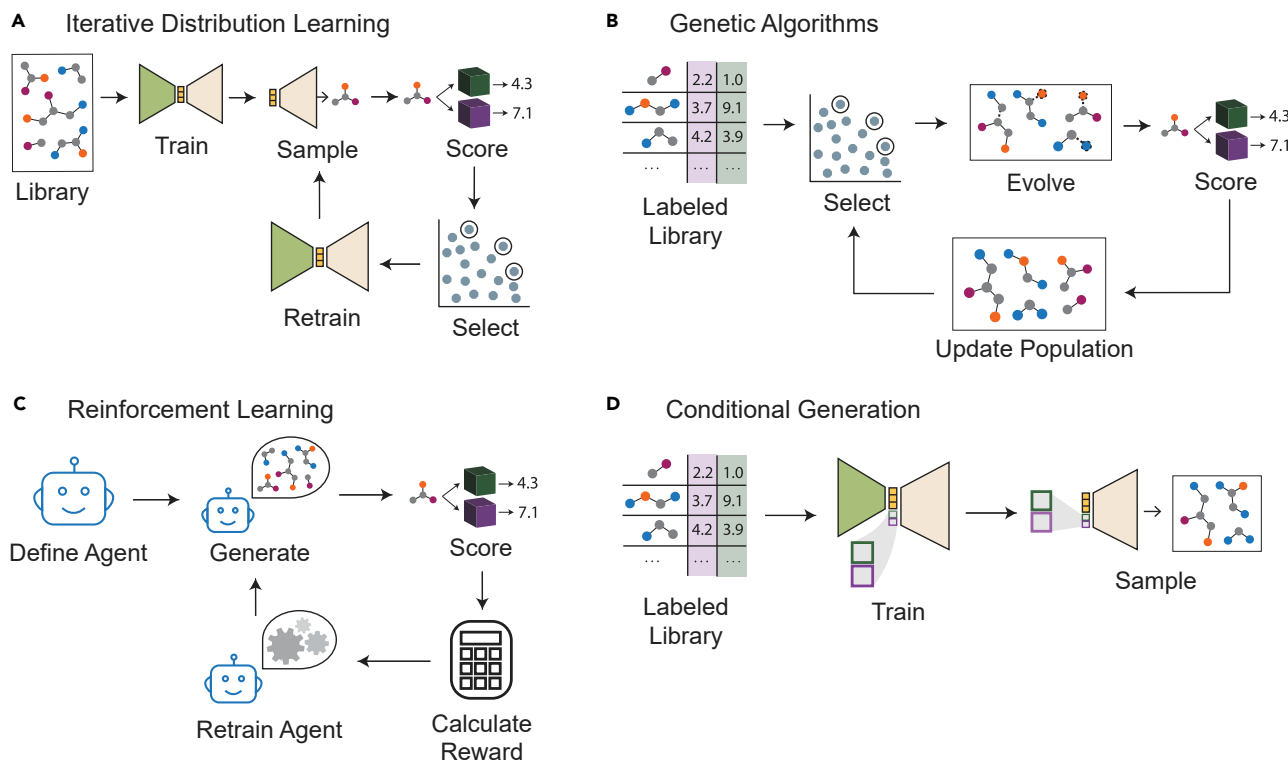 A Iterative Distribution Learning
Library
Train
Sample
4.3
7.1
Score
Retrain
Select
B Genetic Algorithms
2.2 1.0
3.7 9.1
4.2 3.9
... ... ...
Labeled
Library
Select
Evolve
4.3
7.1
Score
Update Population
C Reinforcement Learning
Define Agent
Generate
4.3
7.1
Score
Retrain Agent
Calculate
Reward
D Conditional Generation
2.2 1.0
3.7 9.1
4.2 3.9
... ... ...
Labeled
Library
Train
Sample